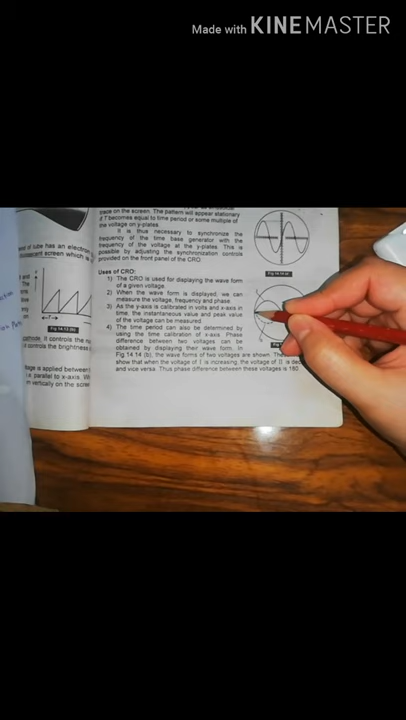 Made with KINEMASTER
made on the screen. The pattern will appear stationary
if T becomes equal to time period or some multiple of
the voltage on y-plates.
It is thus necessary to synchronize the
frequency of the time base generator with the
frequency of the voltage at the y-plates. This is
possible by adjusting the synchronization controls
provided on the front panel of the CRO.
Fig 14.14 (a)
Uses of CRO:
1) The CRO is used for displaying the wave form
of a given voltage.
2) When the wave form is displayed, we can
measure the voltage, frequency and phase.
3) As the y-axis is calibrated in volts and x-axis in
time, the instantaneous value and peak value
of the voltage can be measured.
4) The time period can also be determined by
using the time calibration of x-axis. Phase
difference between two voltages can be
obtained by displaying their wave form. In
Fig 14.14 (b), the wave forms of two voltages are shown. The
show that when the voltage of I is increasing, the voltage of II is dec
and vice versa. Thus phase difference between these voltages is 180
of tube has an electron
screen which is
Fig 14.13 (b)
it controls the
it controls the brightness
is applied between
i.e. parallel to x-axis.
vertically on the screen